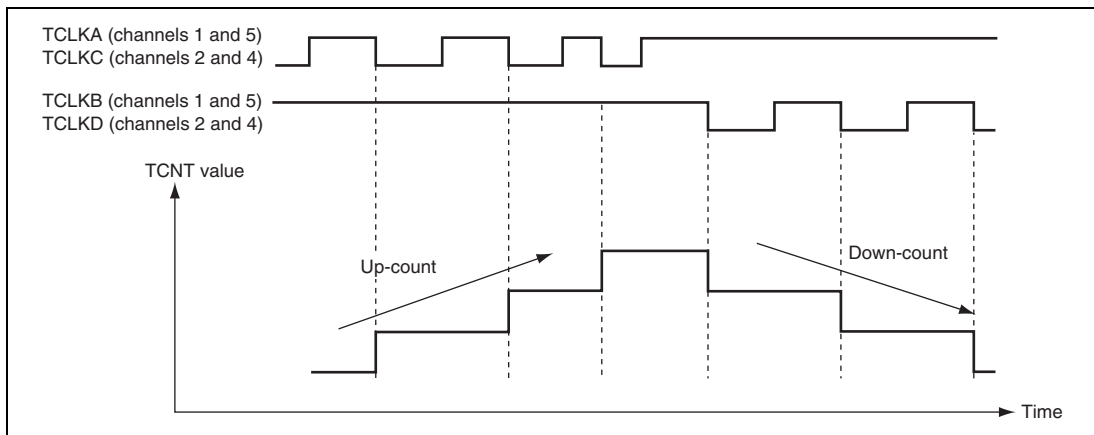 TCLKA (channels 1 and 5)
TCLKC (channels 2 and 4)
TCLKB (channels 1 and 5)
TCLKD (channels 2 and 4)
TCNT value
Up-count
Down-count
Time